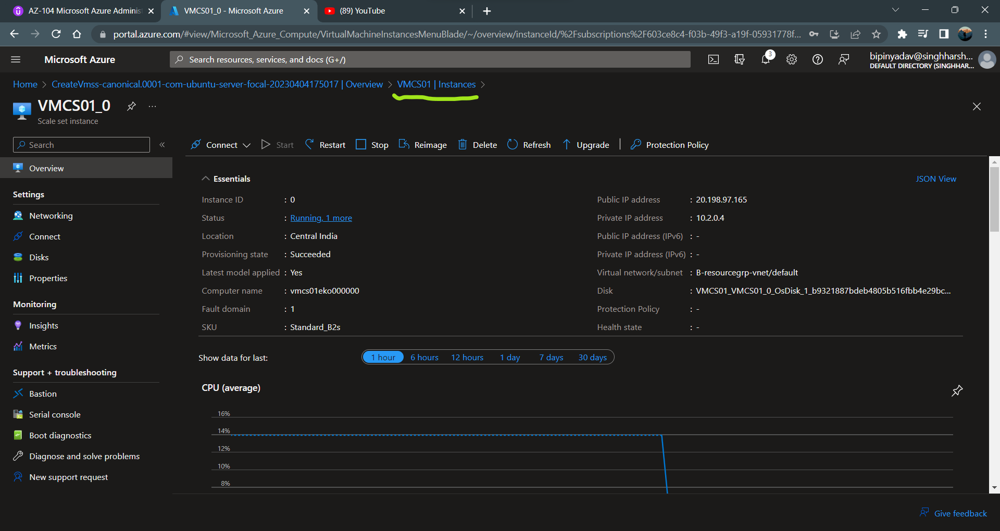 AZ-104 Microsoft Azure Adminis
VMCS01_0 - Microsoft Azure
(89) YouTube
portal.azure.com/#view/Microsoft_Azure_Compute/VirtualMachineInstancesMenuBlade/~/overview/instanceId/%2Fsubscriptions%2F603ce8c4-f03b-49f3-a19f-05931778f...
Microsoft Azure
Search resources, services, and docs (G+/)
3
bipinyadav@singhharsh...
DEFAULT DIRECTORY (SINGHHAR...
Home > CreateVmss-canonical.0001-com-ubuntu-server-focal-20230404175017 | Overview > VMCS01 | Instances >
VMCS01_0
Scale set instance
Search
Connect
Start
Restart
Stop
Reimage
Delete
Refresh
Upgrade
Protection Policy
Overview
Settings
Networking
Connect
Disks
Properties
Monitoring
Insights
Metrics
Support + troubleshooting
Bastion
Serial console
Boot diagnostics
Diagnose and solve problems
New support request
Essentials
JSON View
Instance ID : 0
Status : Running, 1 more
Location : Central India
Provisioning state : Succeeded
Latest model applied : Yes
Computer name : vmcs01eko000000
Fault domain : 1
SKU : Standard_B2s
Public IP address : 20.198.97.165
Private IP address : 10.2.0.4
Public IP address (IPv6) : -
Private IP address (IPv6) : -
Virtual network/subnet : B-resourcegrp-vnet/default
Disk : VMCS01_VMCS01_0_OsDisk_1_b9321887bdeb4805b516fbb4e29bc...
Protection Policy : -
Health state : -
Show data for last:
1 hour
6 hours
12 hours
1 day
7 days
30 days
CPU (average)
16%
14%
12%
10%
8%
Give feedback